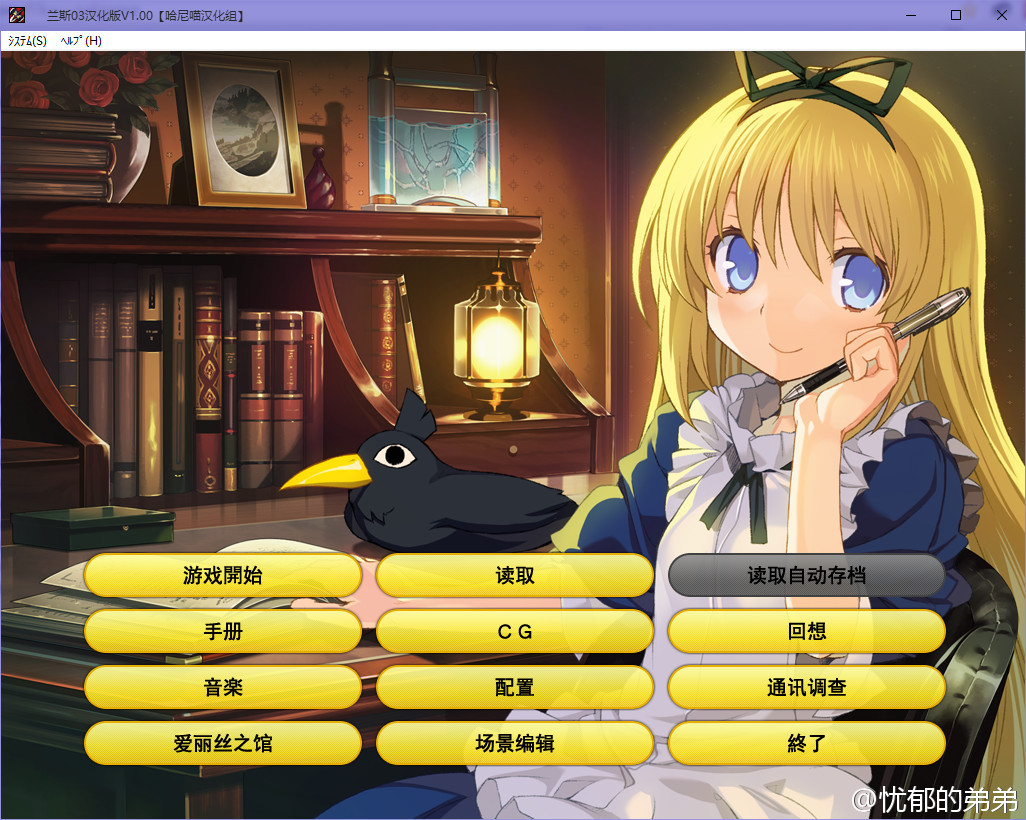 兰斯03汉化版V1.00【哈尼喵汉化组】
ｼｽﾃﾑ(S) ﾍﾙﾌﾟ(H)
游戏開始 读取 读取自动存档
手册 ＣＧ 回想
音楽 配置 通讯调查
爱丽丝之馆 场景编辑 終了
@忧郁的弟弟